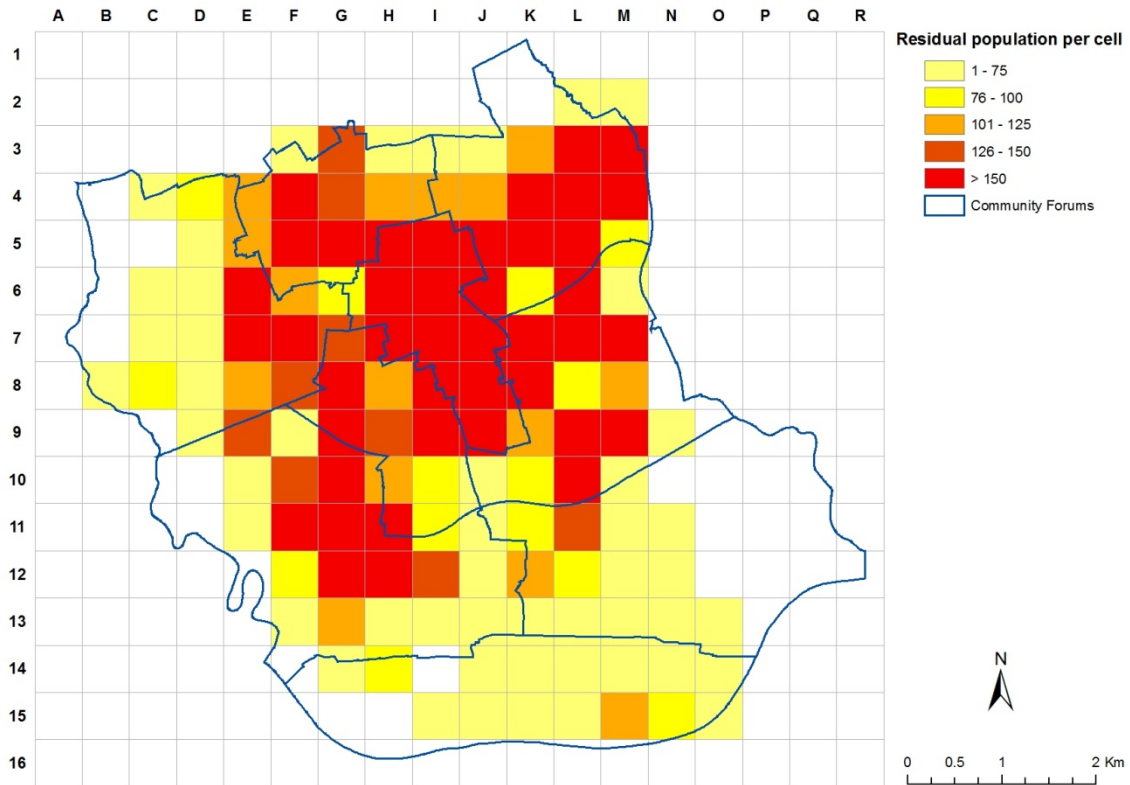 A B C D E F G H I J K L M N O P Q R
1
2
3
4
5
6
7
8
9
10
11
12
13
14
15
16
Residual population per cell
1 - 75
76 - 100
101 - 125
126 - 150
> 150
Community Forums
N
0 0.5 1 2 Km